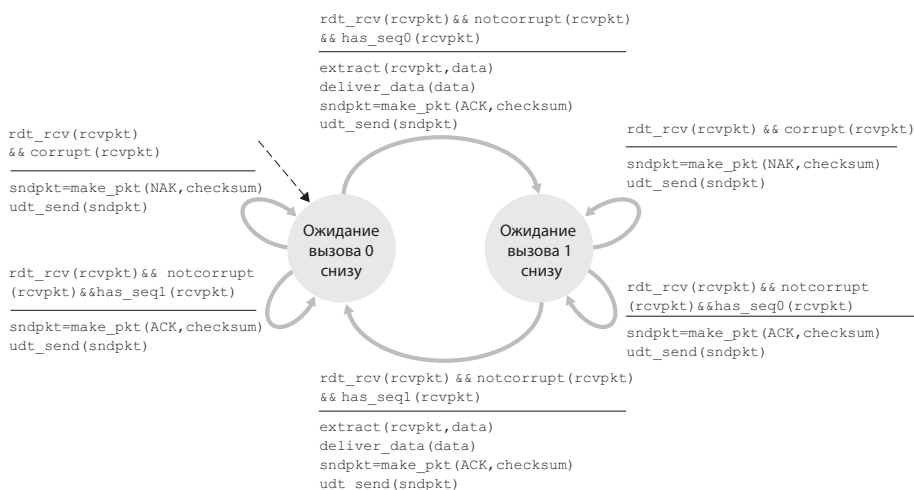 rdt_rcv(rcvpkt)&& notcorrupt(rcvpkt)
&& has_seq0(rcvpkt)
extract(rcvpkt,data)
deliver_data(data)
sndpkt=make_pkt(ACK,checksum)
udt_send(sndpkt)
rdt_rcv(rcvpkt)
&& corrupt(rcvpkt)
sndpkt=make_pkt(NAK,checksum)
udt_send(sndpkt)
rdt_rcv(rcvpkt) && corrupt(rcvpkt)
sndpkt=make_pkt(NAK,checksum)
udt_send(sndpkt)
Ожидание
вызова 0
снизу
Ожидание
вызова 1
снизу
rdt_rcv(rcvpkt)&& notcorrupt
(rcvpkt)&&has_seq1(rcvpkt)
sndpkt=make_pkt(ACK,checksum)
udt_send(sndpkt)
rdt_rcv(rcvpkt)&& notcorrupt
(rcvpkt)&&has_seq0(rcvpkt)
sndpkt=make_pkt(ACK,checksum)
udt_send(sndpkt)
rdt_rcv(rcvpkt) && notcorrupt(rcvpkt)
&& has_seq1(rcvpkt)
extract(rcvpkt,data)
deliver_data(data)
sndpkt=make_pkt(ACK,checksum)
udt_send(sndpkt)